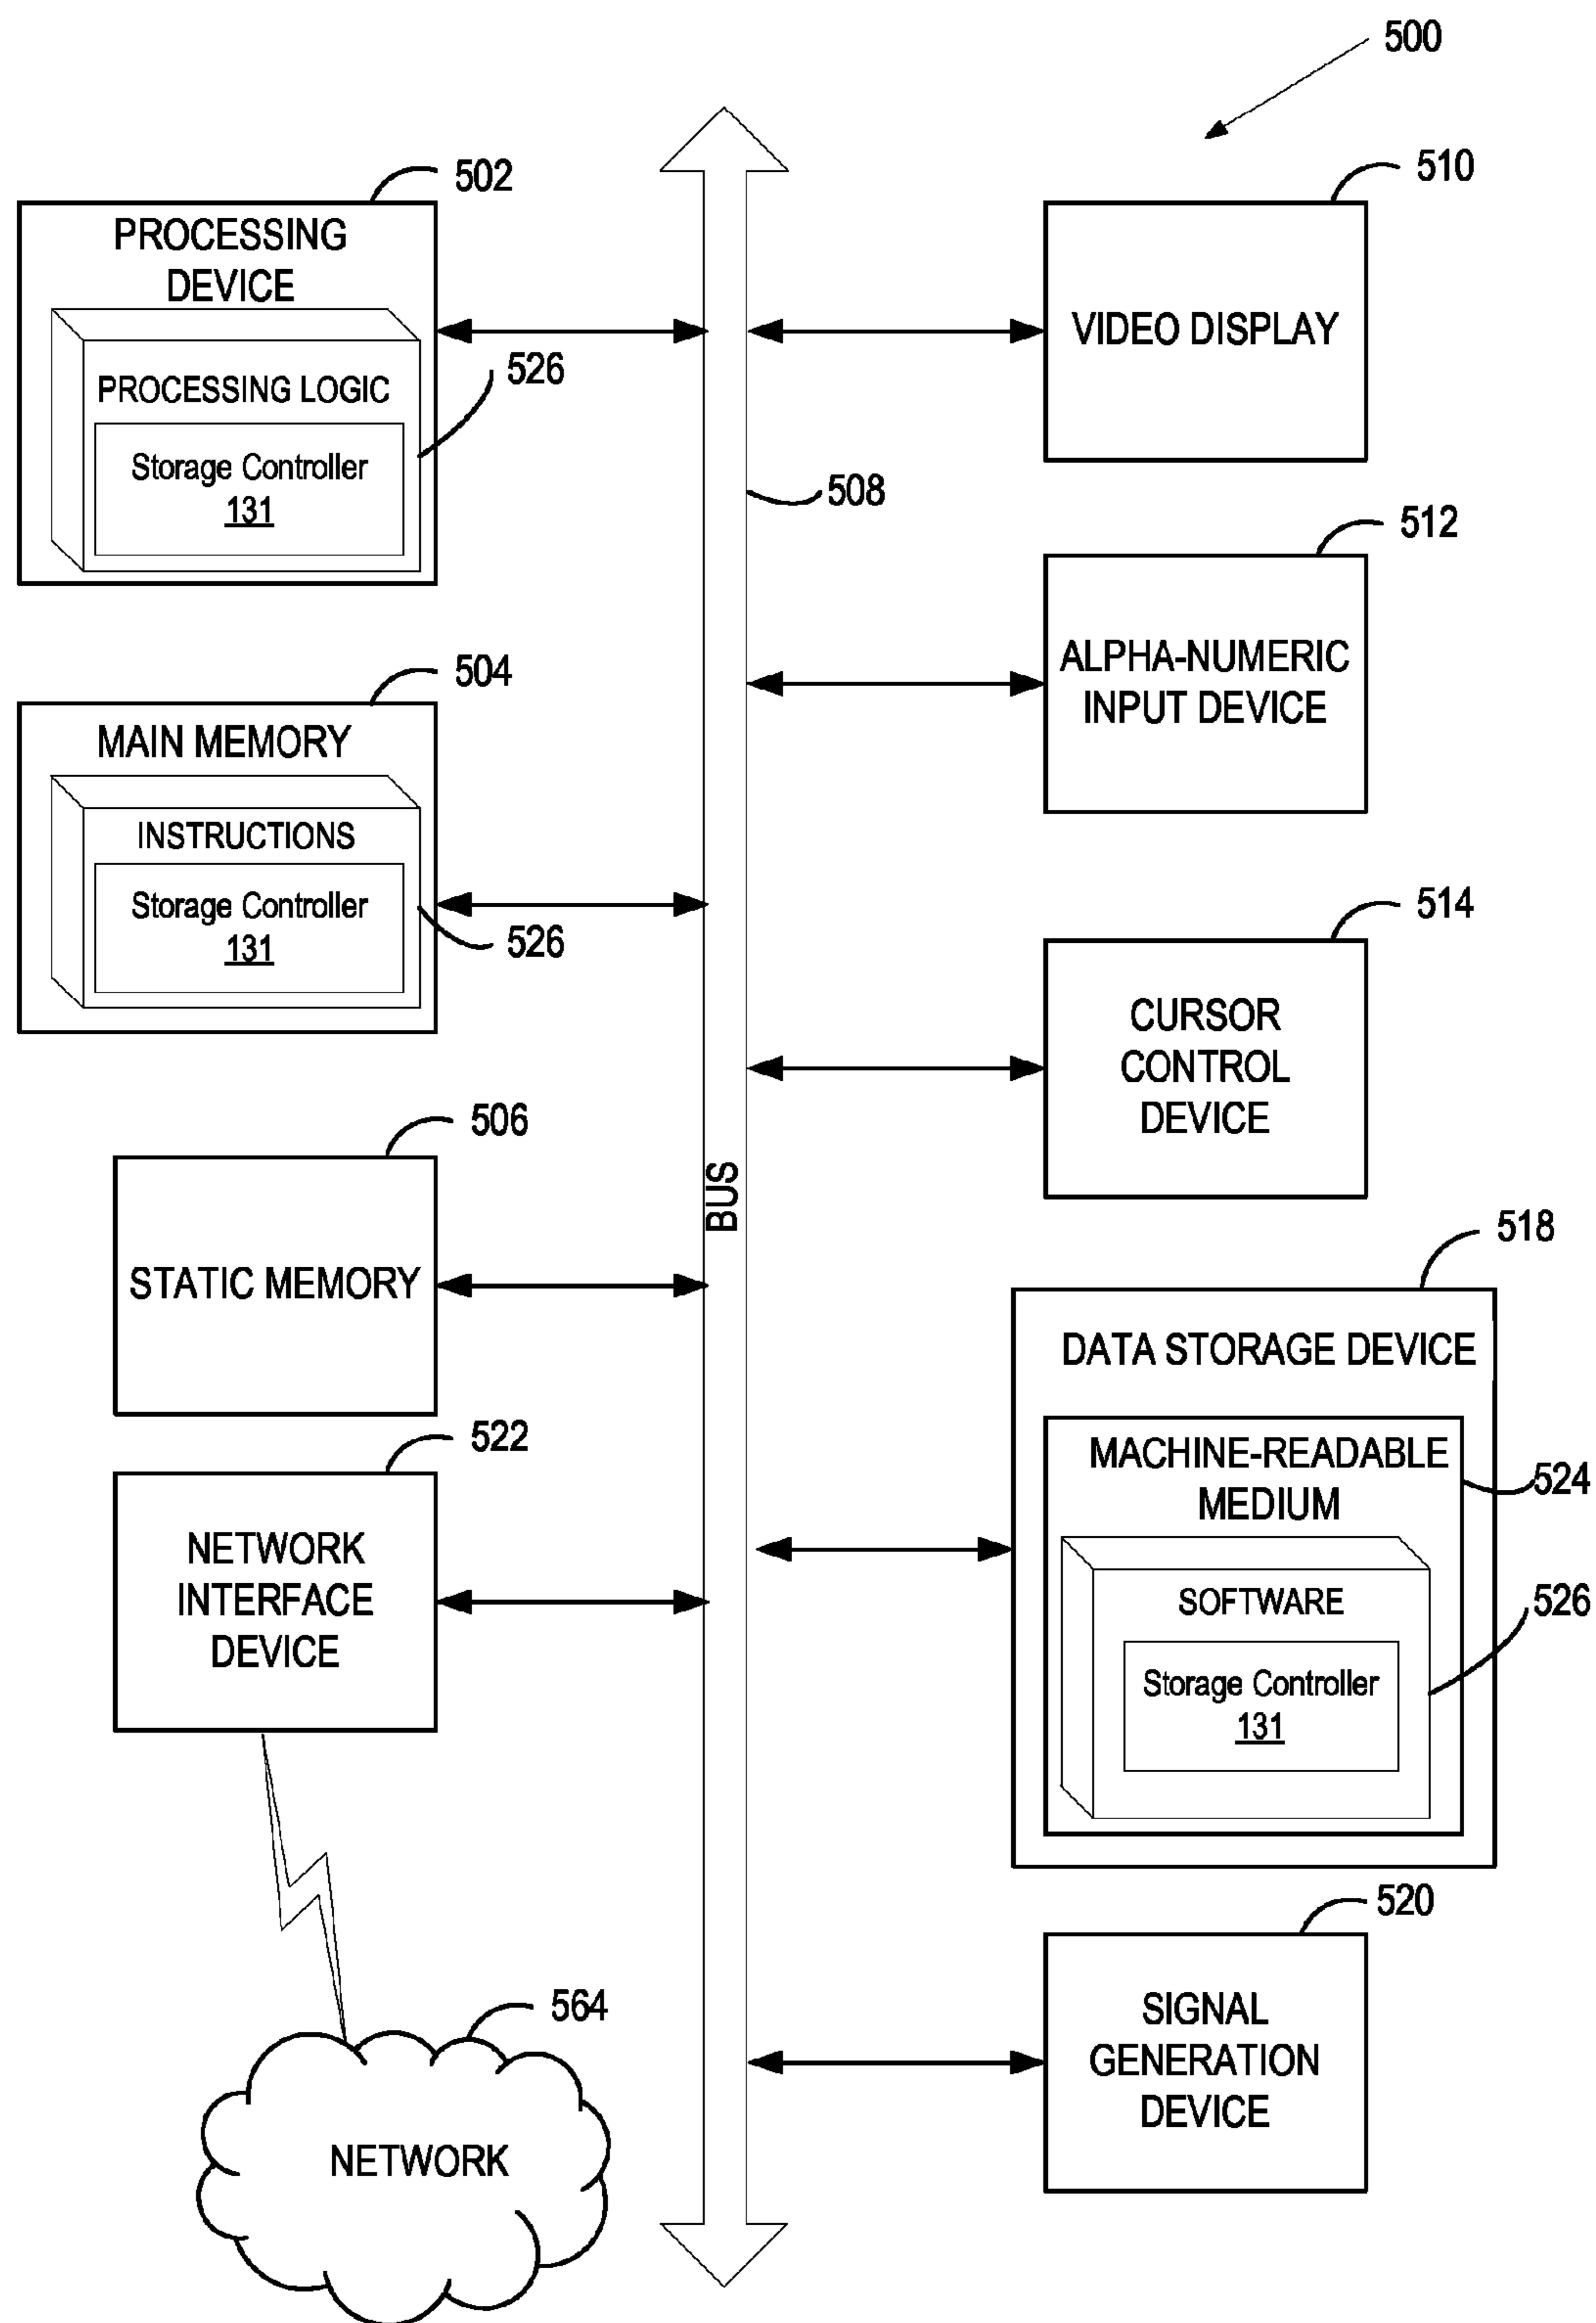 500
502
PROCESSING
DEVICE
PROCESSING LOGIC
526
Storage Controller
131
504
MAIN MEMORY
INSTRUCTIONS
Storage Controller
131
526
506
STATIC MEMORY
522
NETWORK
INTERFACE
DEVICE
564
NETWORK
508
BUS
510
VIDEO DISPLAY
512
ALPHA-NUMERIC
INPUT DEVICE
514
CURSOR
CONTROL
DEVICE
518
DATA STORAGE DEVICE
MACHINE-READABLE
MEDIUM
524
SOFTWARE
526
Storage Controller
131
520
SIGNAL
GENERATION
DEVICE